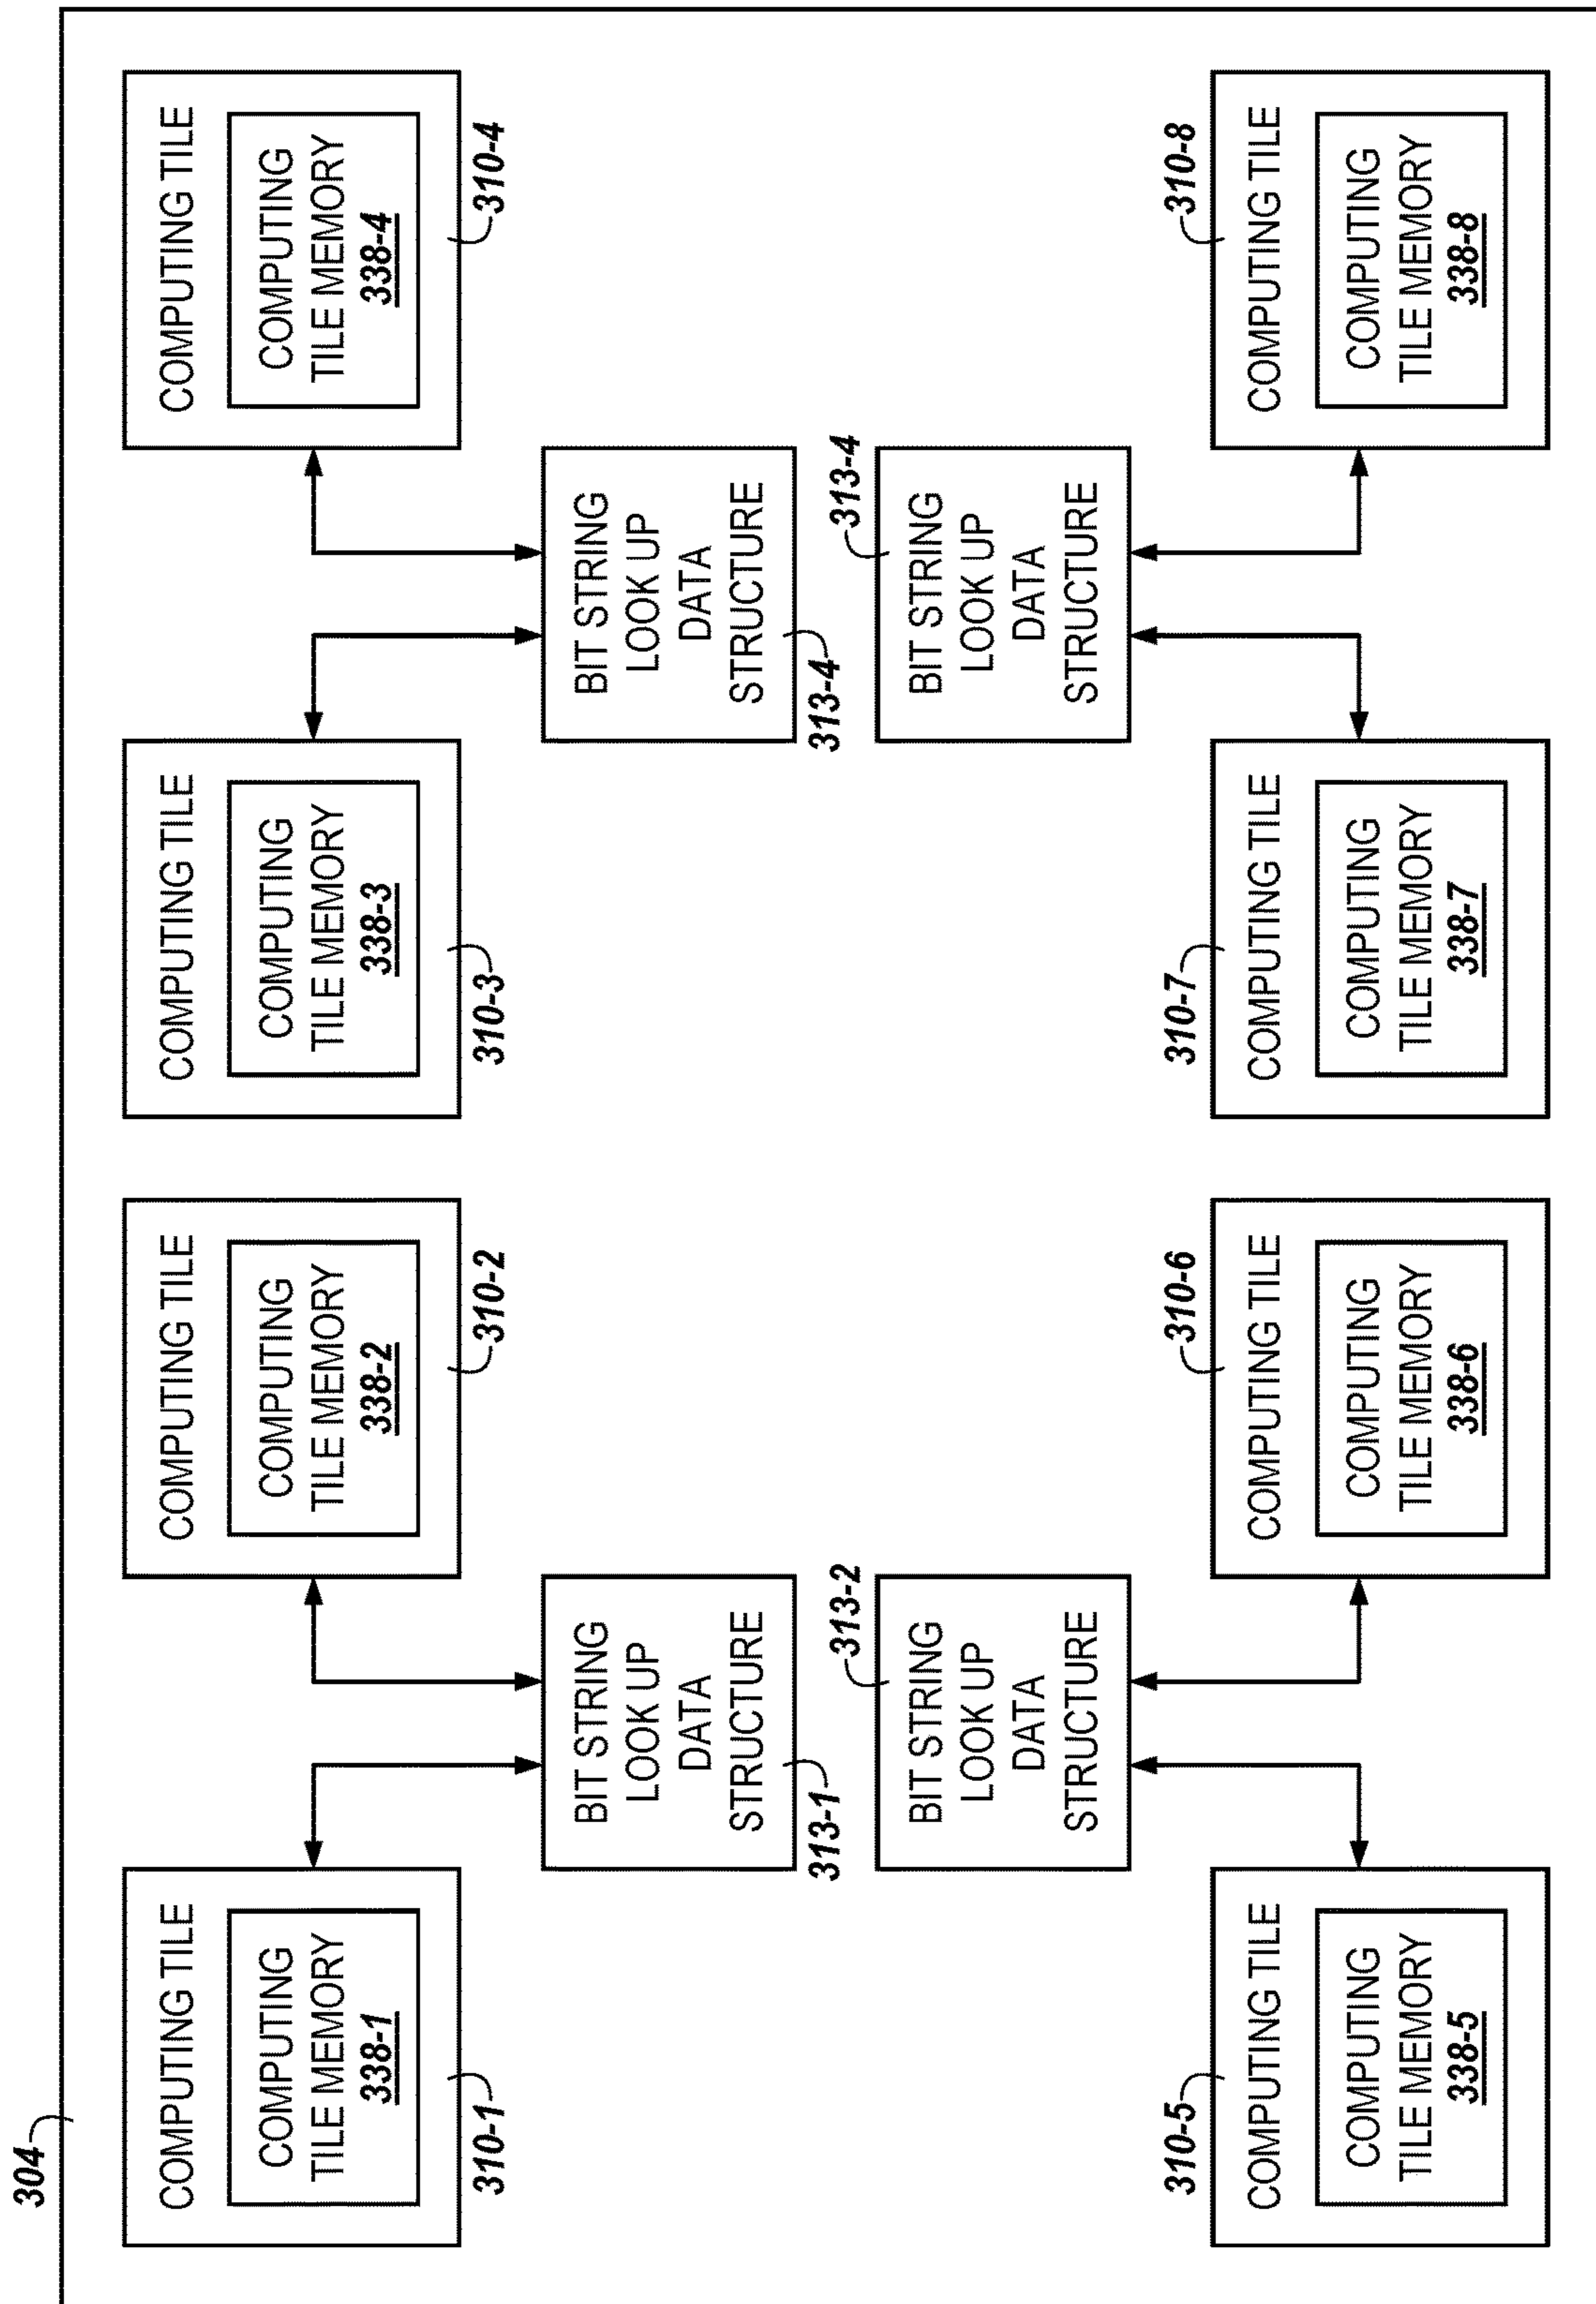 304
COMPUTING TILE
COMPUTING
TILE MEMORY
338-1
310-1
COMPUTING TILE
COMPUTING
TILE MEMORY
338-2
310-2
COMPUTING TILE
COMPUTING
TILE MEMORY
338-3
310-3
COMPUTING TILE
COMPUTING
TILE MEMORY
338-4
310-4
BIT STRING
LOOK UP
DATA
STRUCTURE
313-1
BIT STRING
LOOK UP
DATA
STRUCTURE
313-4
313-2
BIT STRING
LOOK UP
DATA
STRUCTURE
313-4
BIT STRING
LOOK UP
DATA
STRUCTURE
310-5
COMPUTING TILE
COMPUTING
TILE MEMORY
338-5
310-6
COMPUTING TILE
COMPUTING
TILE MEMORY
338-6
310-7
COMPUTING TILE
COMPUTING
TILE MEMORY
338-7
310-8
COMPUTING TILE
COMPUTING
TILE MEMORY
338-8